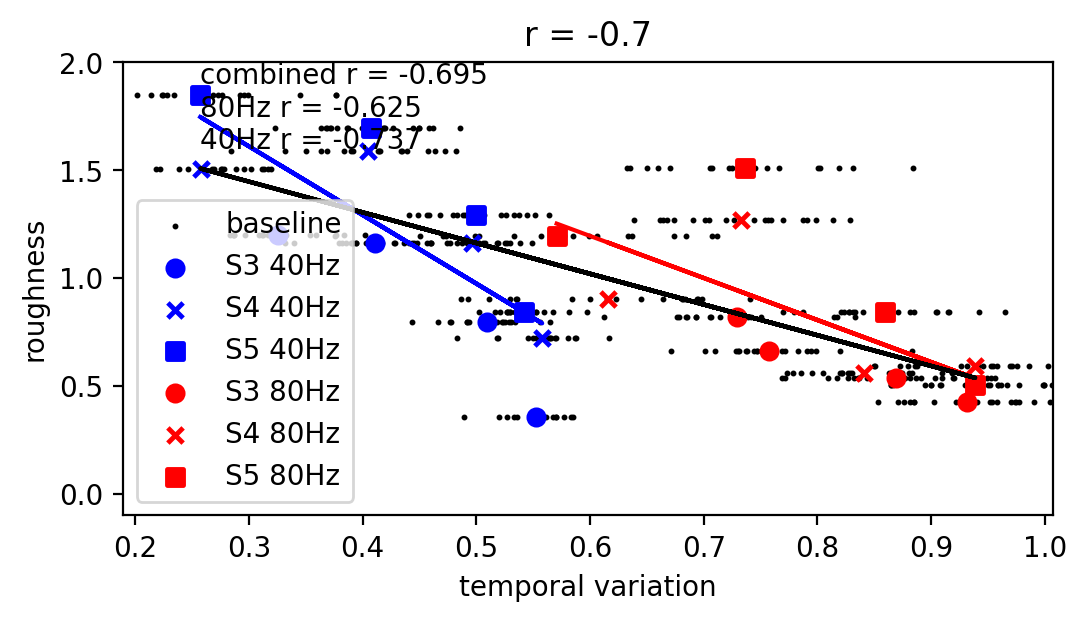 r = -0.7
combined r = -0.695
80Hz r = -0.625
40Hz r = -0.737
roughness
2.0
1.5
1.0
0.5
0.0
baseline
S3 40Hz
S4 40Hz
S5 40Hz
S3 80Hz
S4 80Hz
S5 80Hz
0.2 0.3 0.4 0.5 0.6 0.7 0.8 0.9 1.0
temporal variation